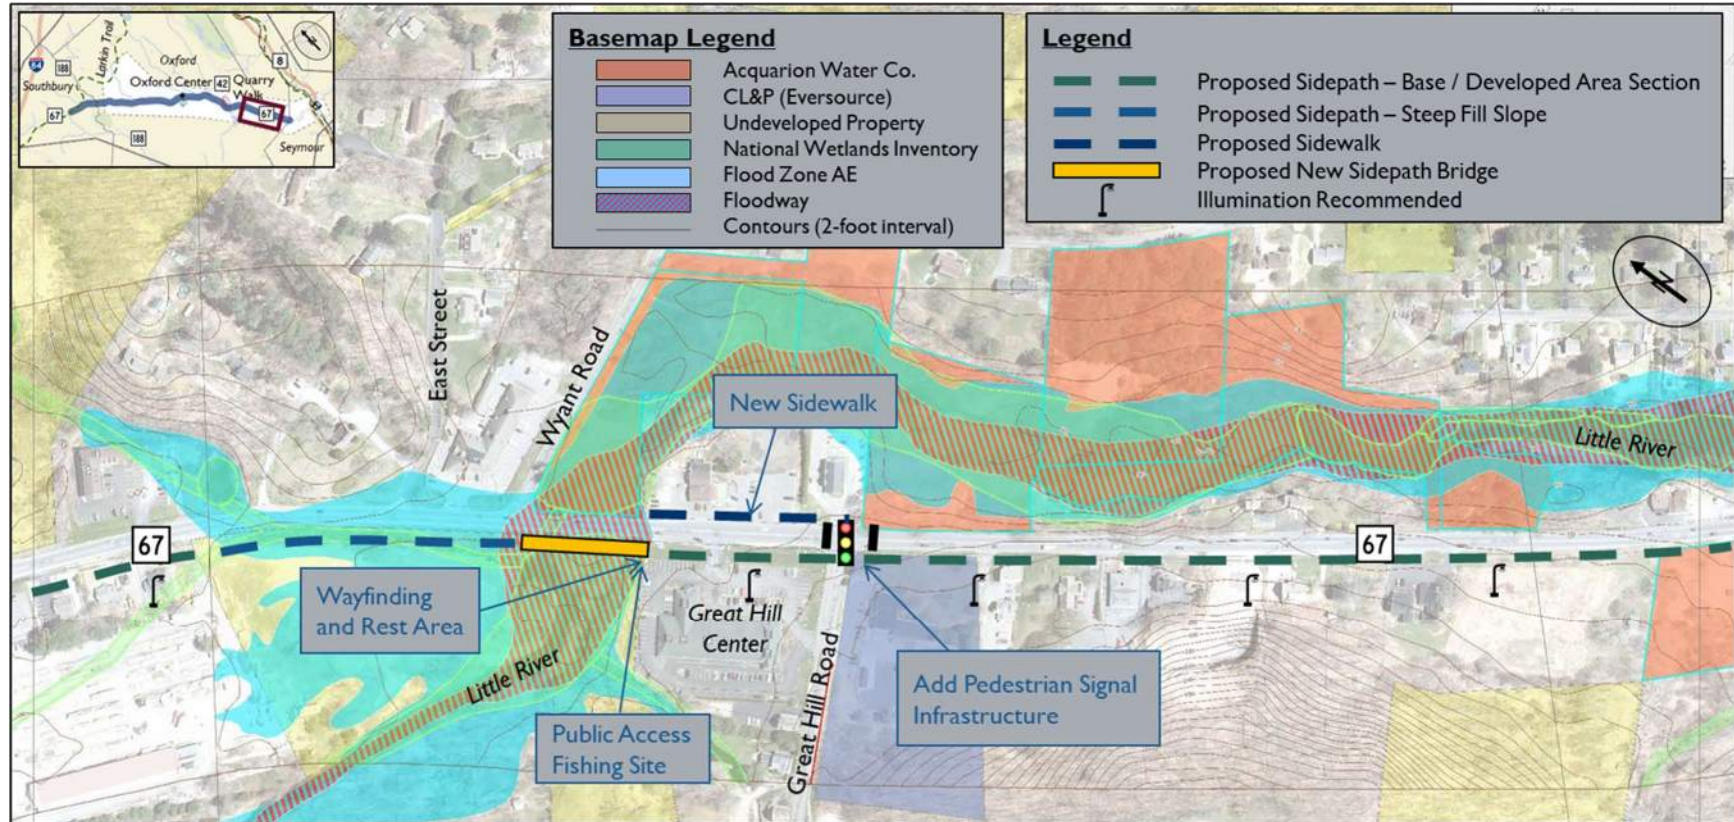 Larkin Trail
Oxford
8
84
188
Southbury
Oxford Center
42
Quarry
Walk
67
67
188
Seymour
Basemap Legend
Acquarion Water Co.
CL&P (Eversource)
Undeveloped Property
National Wetlands Inventory
Flood Zone AE
Floodway
Contours (2-foot interval)
Legend
Proposed Sidepath – Base / Developed Area Section
Proposed Sidepath – Steep Fill Slope
Proposed Sidewalk
Proposed New Sidepath Bridge
Illumination Recommended
N
East Street
Wyant Road
New Sidewalk
Little River
67
67
Wayfinding
and Rest Area
Great Hill
Center
Little River
Great Hill Road
Add Pedestrian Signal
Infrastructure
Public Access
Fishing Site